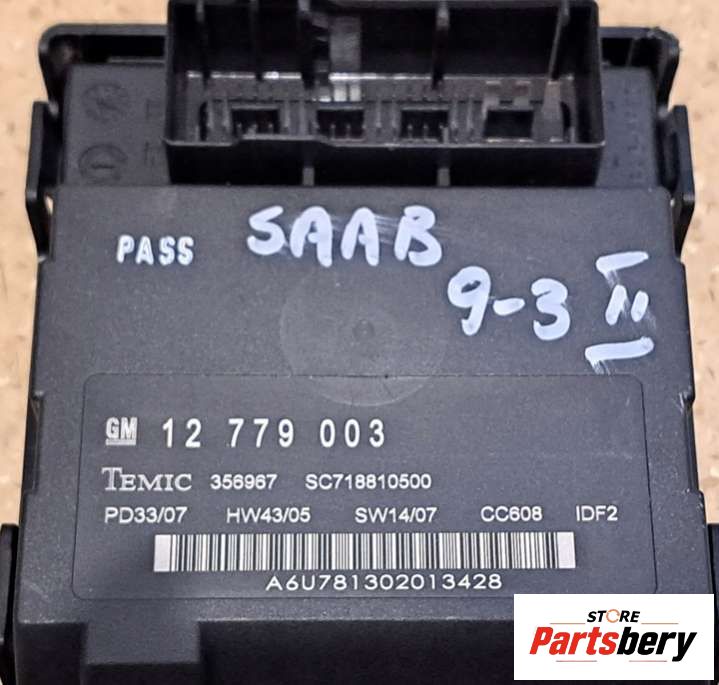 PASS SAAB
9-3 II
GM 12 779 003
TEMIC 356967 SC718810500
PD33/07 HW43/05 SW14/07 CC608 IDF2
A6U781302013428
STORE
Partsbery